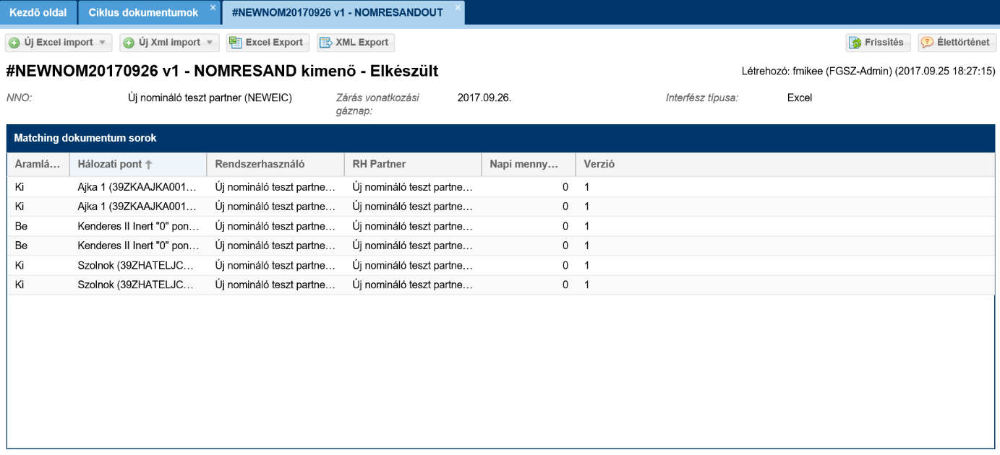 Kezdő oldal Ciklus dokumentumok #NEWNOM20170926 v1 - NOMRESANDOUT
Új Excel import Új Xml import Excel Export XML Export Frissítés Élettörténet
#NEWNOM20170926 v1 - NOMRESAND kimenő - Elkészült Létrehozó: fmikee (FGSZ-Admin) (2017.09.25 18:27:15)
NNO: Új nomináló teszt partner (NEWEIC) Zárás vonatkozási gáznap: 2017.09.26. Interfész típusa: Excel
Matching dokumentum sorok
Áramlá... Hálozati pont Rendszerhasználó RH Partner Napi menny... Verzió
Ki Ajka 1 (39ZKAAJKA001... Új nomináló teszt partne... Új nomináló teszt partne... 0 1
Ki Ajka 1 (39ZKAAJKA001... Új nomináló teszt partne... Új nomináló teszt partne... 0 1
Be Kenderes II Inert "0" pon... Új nomináló teszt partne... Új nomináló teszt partne... 0 1
Be Kenderes II Inert "0" pon... Új nomináló teszt partne... Új nomináló teszt partne... 0 1
Ki Szolnok (39ZHATELJC... Új nomináló teszt partne... Új nomináló teszt partne... 0 1
Ki Szolnok (39ZHATELJC... Új nomináló teszt partne... Új nomináló teszt partne... 0 1